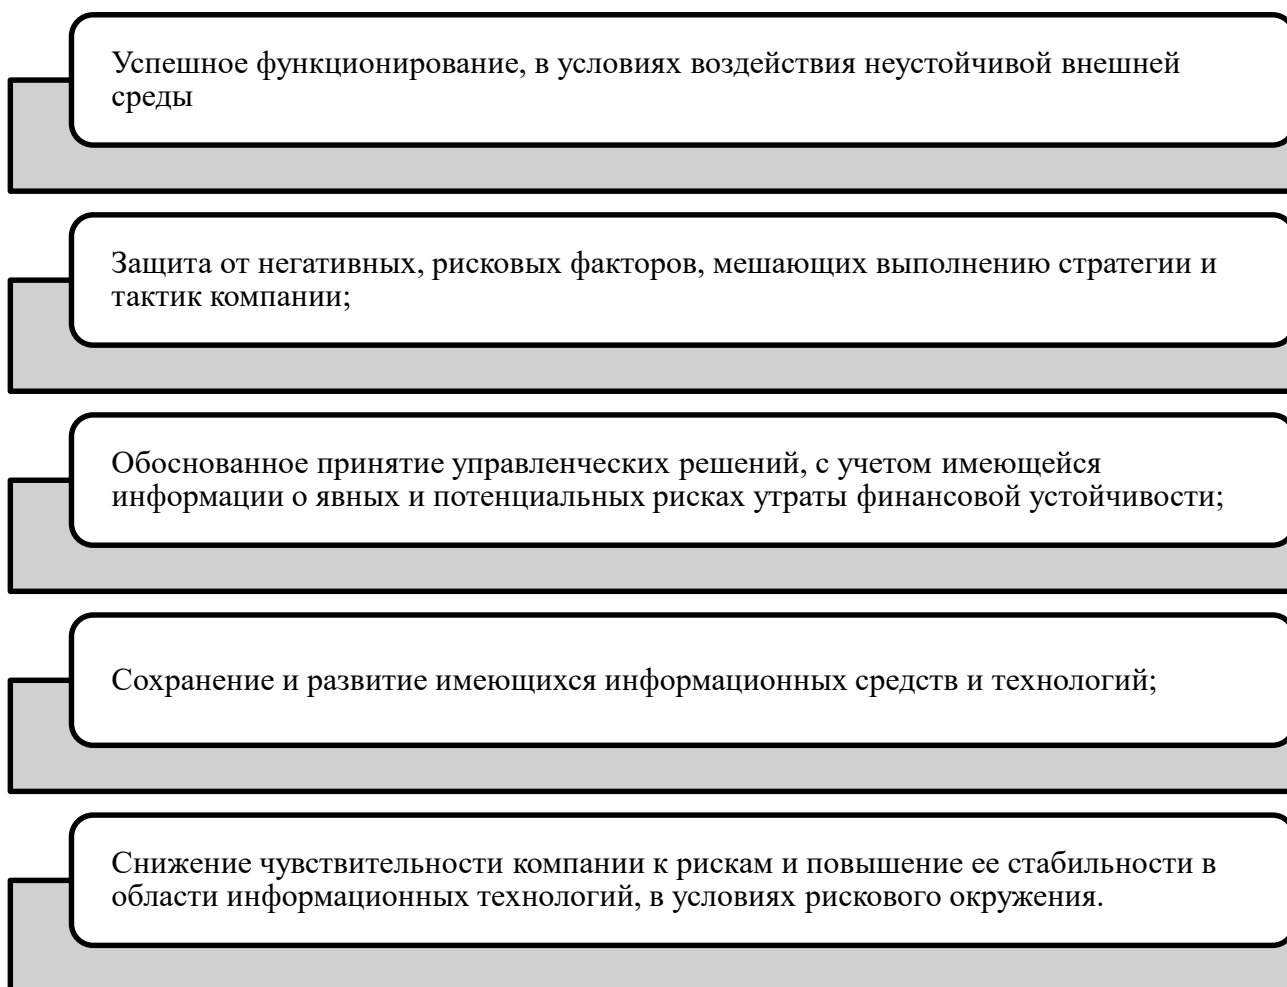 Успешное функционирование, в условиях воздействия неустойчивой внешней
среды
Защита от негативных, рисковых факторов, мешающих выполнению стратегии и
тактик компании;
Обоснованное принятие управленческих решений, с учетом имеющейся
информации о явных и потенциальных рисках утраты финансовой устойчивости;
Сохранение и развитие имеющихся информационных средств и технологий;
Снижение чувствительности компании к рискам и повышение ее стабильности в
области информационных технологий, в условиях рискового окружения.